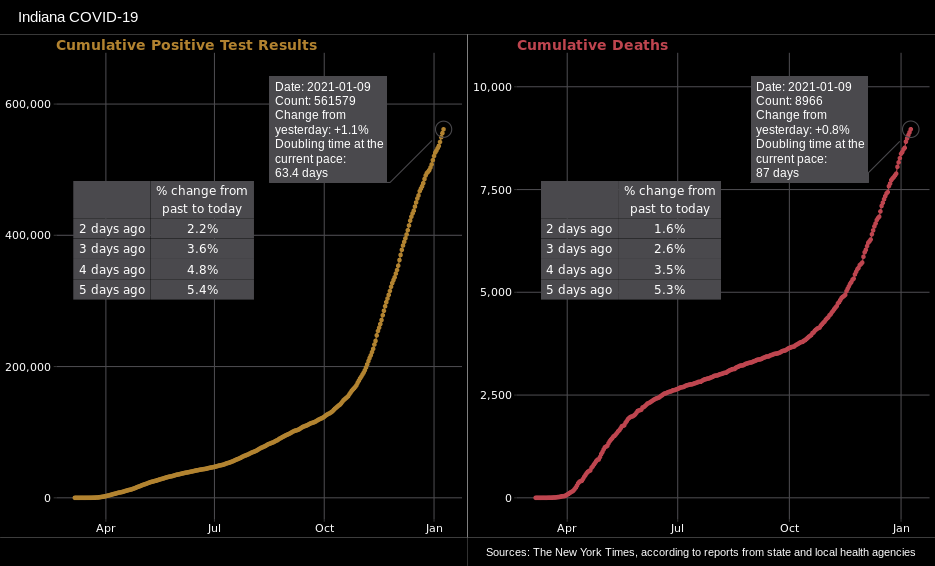 Indiana COVID-19
Cumulative Positive Test Results
600,000
400,000
200,000
0
Apr
Jul
Oct
Jan
Date: 2021-01-09
Count: 561579
Change from
yesterday: +1.1%
Doubling time at the
current pace:
63.4 days
% change from
past to today
2 days ago 2.2%
3 days ago 3.6%
4 days ago 4.8%
5 days ago 5.4%
Cumulative Deaths
10,000
7,500
5,000
2,500
0
Apr
Jul
Oct
Jan
Date: 2021-01-09
Count: 8966
Change from
yesterday: +0.8%
Doubling time at the
current pace:
87 days
% change from
past to today
2 days ago 1.6%
3 days ago 2.6%
4 days ago 3.5%
5 days ago 5.3%
Sources: The New York Times, according to reports from state and local health agencies